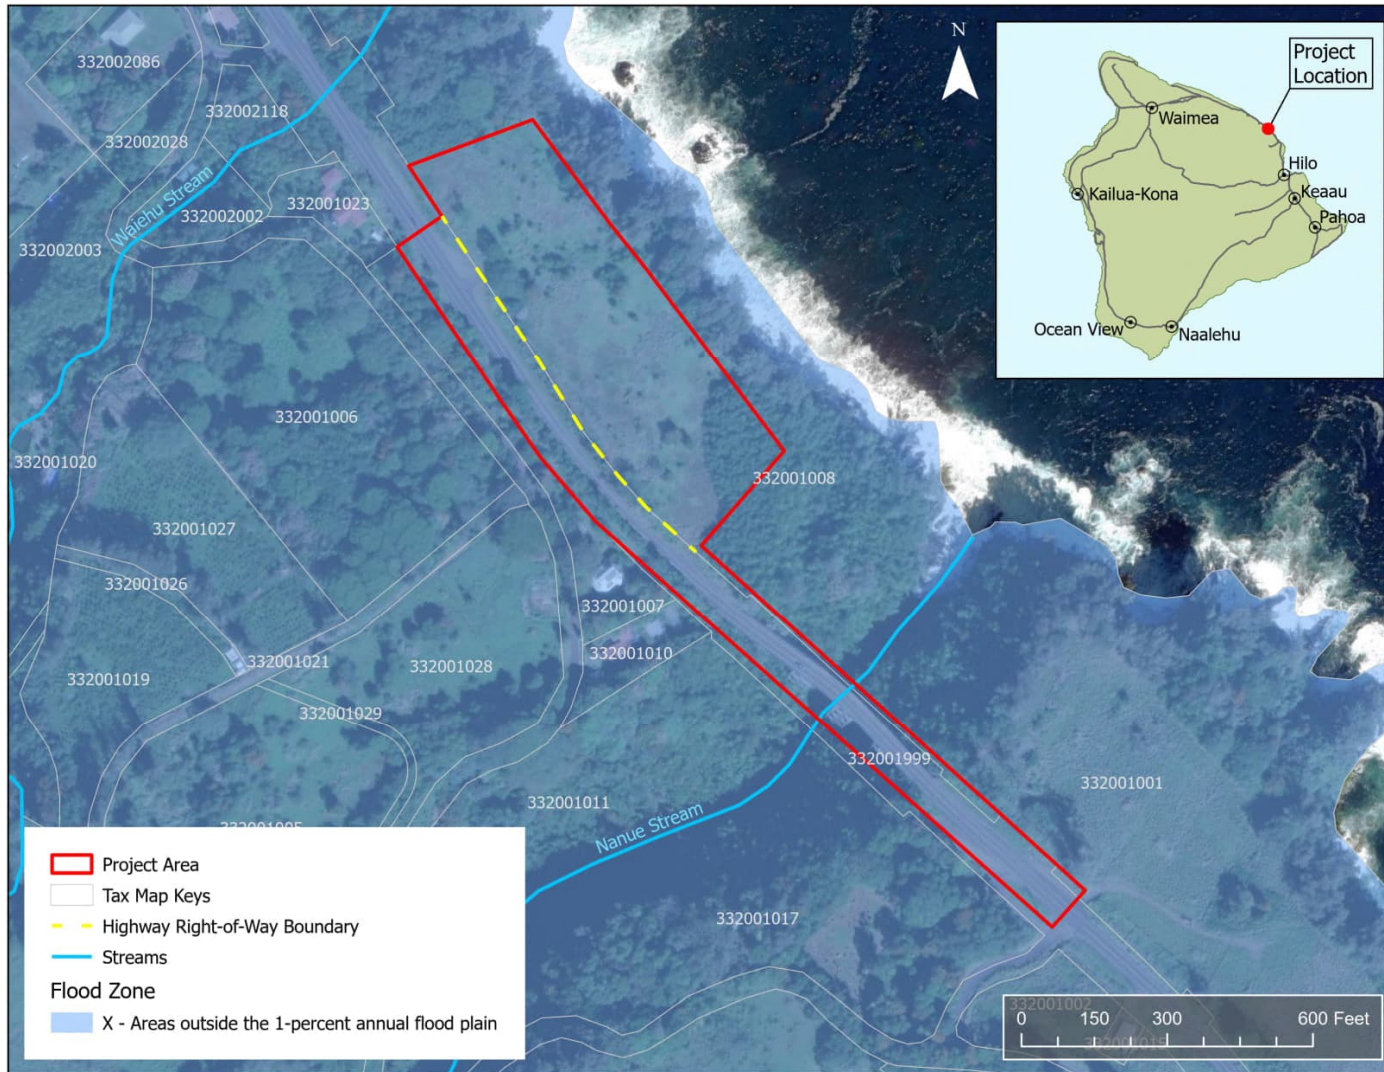 332002086
332002118
332002028
Waiehu Stream
332002002
332001023
332002003
332001006
332001020
332001027
332001026
332001019
332001021
332001028
332001029
332001007
332001010
332001011
332001005
Nanue Stream
332001008
332001999
332001001
332001017
332001002
N
Project
Location
Waimea
Hilo
Keaau
Pahoa
Kailua-Kona
Ocean View
Naalehu
Project Area
Tax Map Keys
Highway Right-of-Way Boundary
Streams
Flood Zone
X - Areas outside the 1-percent annual flood plain
0 150 300 600 Feet